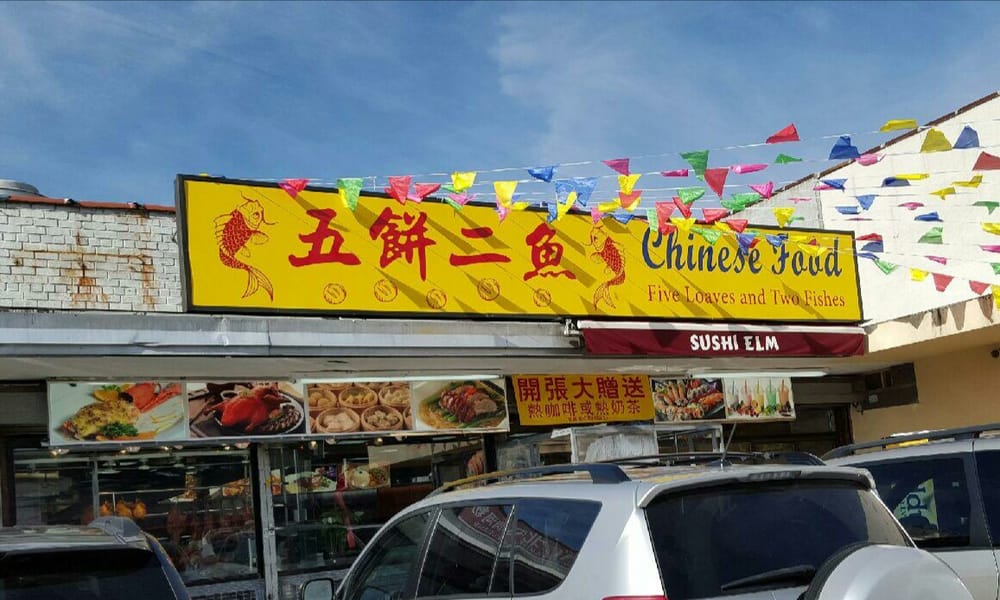 五餅二魚
Chinese Food
Five Loaves and Two Fishes
SUSHI ELM
開張大贈送
熱咖啡或熱奶茶